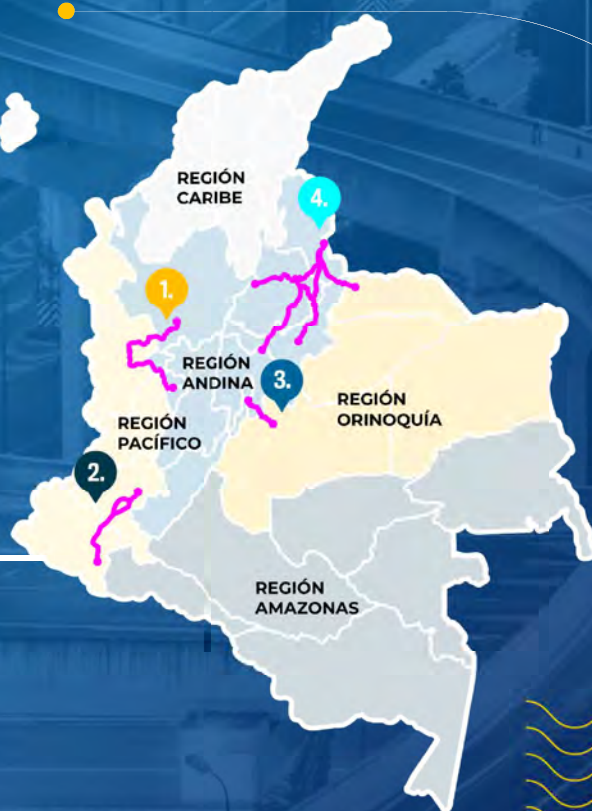 REGIÓN
CARIBE
4.
1.
REGIÓN
ANDINA
3.
REGIÓN
ORINOQUÍA
REGIÓN
PACÍFICO
2.
REGIÓN
AMAZONAS